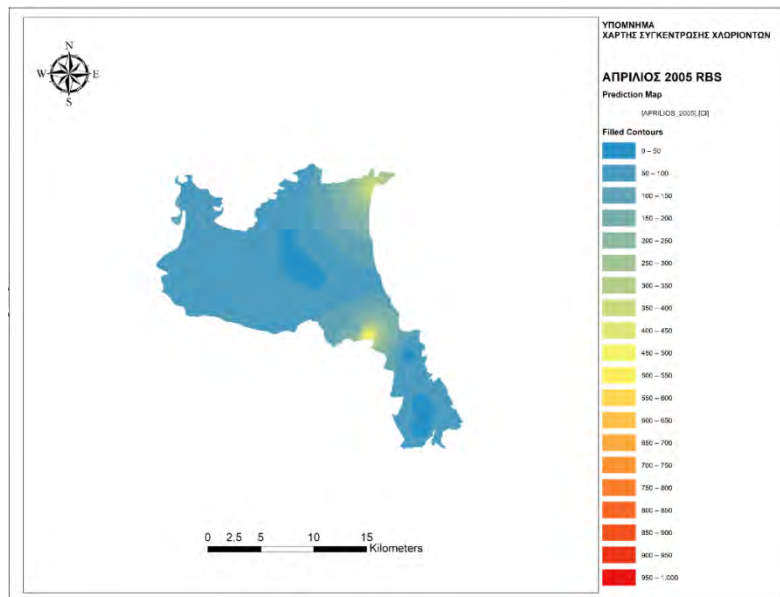 ΥΠΟΜΝΗΜΑ
ΧΑΡΤΗΣ ΣΥΓΚΕΝΤΡΩΣΗΣ ΧΛΩΡΙΟΝΤΩΝ
ΑΠΡΙΛΙΟΣ 2005 RBS
Prediction Map
[APRILIOS_2005].[Cl]
Filled Contours
0 – 50
50 – 100
100 – 150
150 – 200
200 – 250
250 – 300
300 – 350
350 – 400
400 – 450
450 – 500
500 – 550
550 – 600
600 – 650
650 – 700
700 – 750
750 – 800
800 – 850
850 – 900
900 – 950
950 – 1.000
N
W E
S
0 2.5 5 10 15
Kilometers